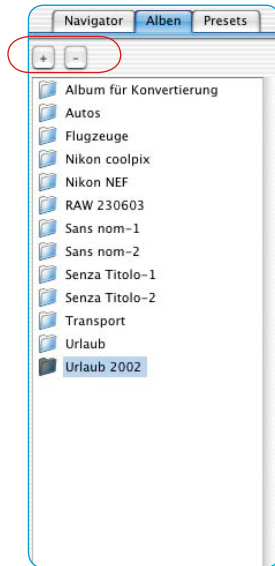 Navigator Alben Presets
+ -
Album für Konvertierung
Autos
Flugzeuge
Nikon coolpix
Nikon NEF
RAW 230603
Sans nom-1
Sans nom-2
Senza Titolo-1
Senza Titolo-2
Transport
Urlaub
Urlaub 2002